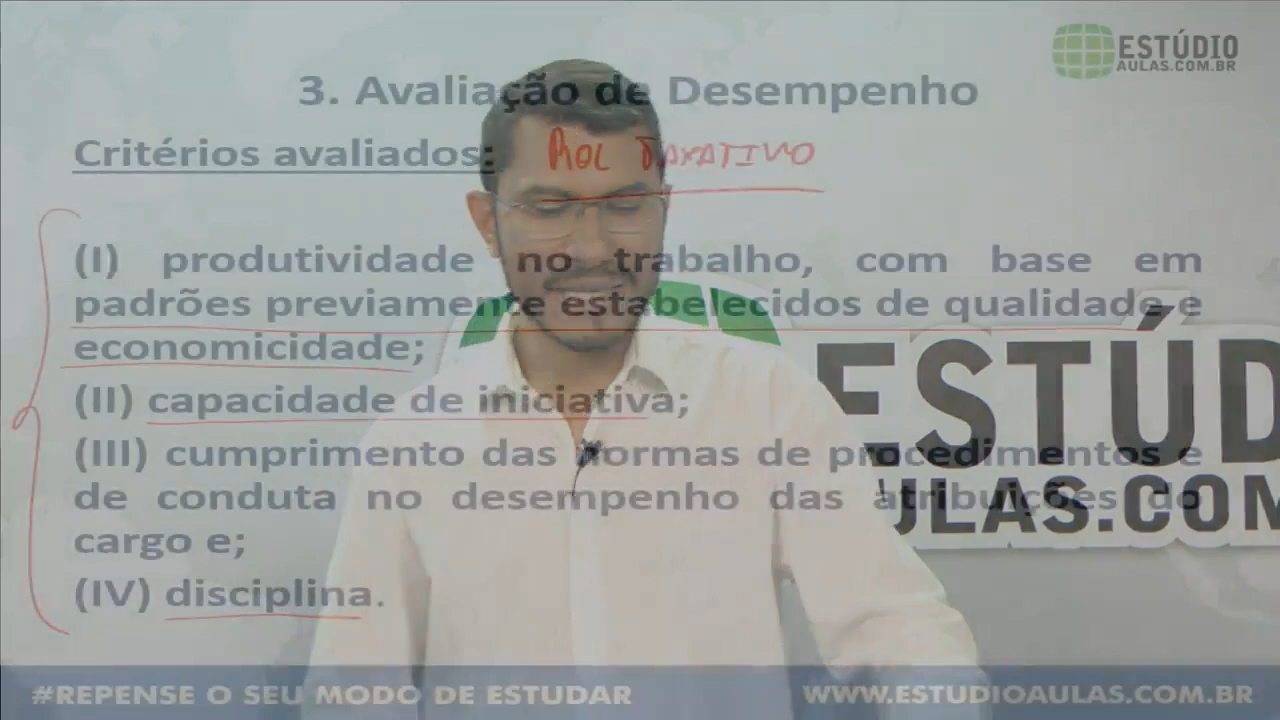 ESTÚDIO
AULAS.COM.BR
3. Avaliação de Desempenho
Critérios avaliados: ROL TAXATIVO
(I) produtividade no trabalho, com base em
padrões previamente estabelecidos de qualidade e
economicidade;
(II) capacidade de iniciativa;
(III) cumprimento das normas de procedimentos e
de conduta no desempenho das atribuições do
cargo e;
(IV) disciplina.
ESTÚD
AULAS.COM
#REPENSE O SEU MODO DE ESTUDAR
WWW.ESTUDIOAULAS.COM.BR